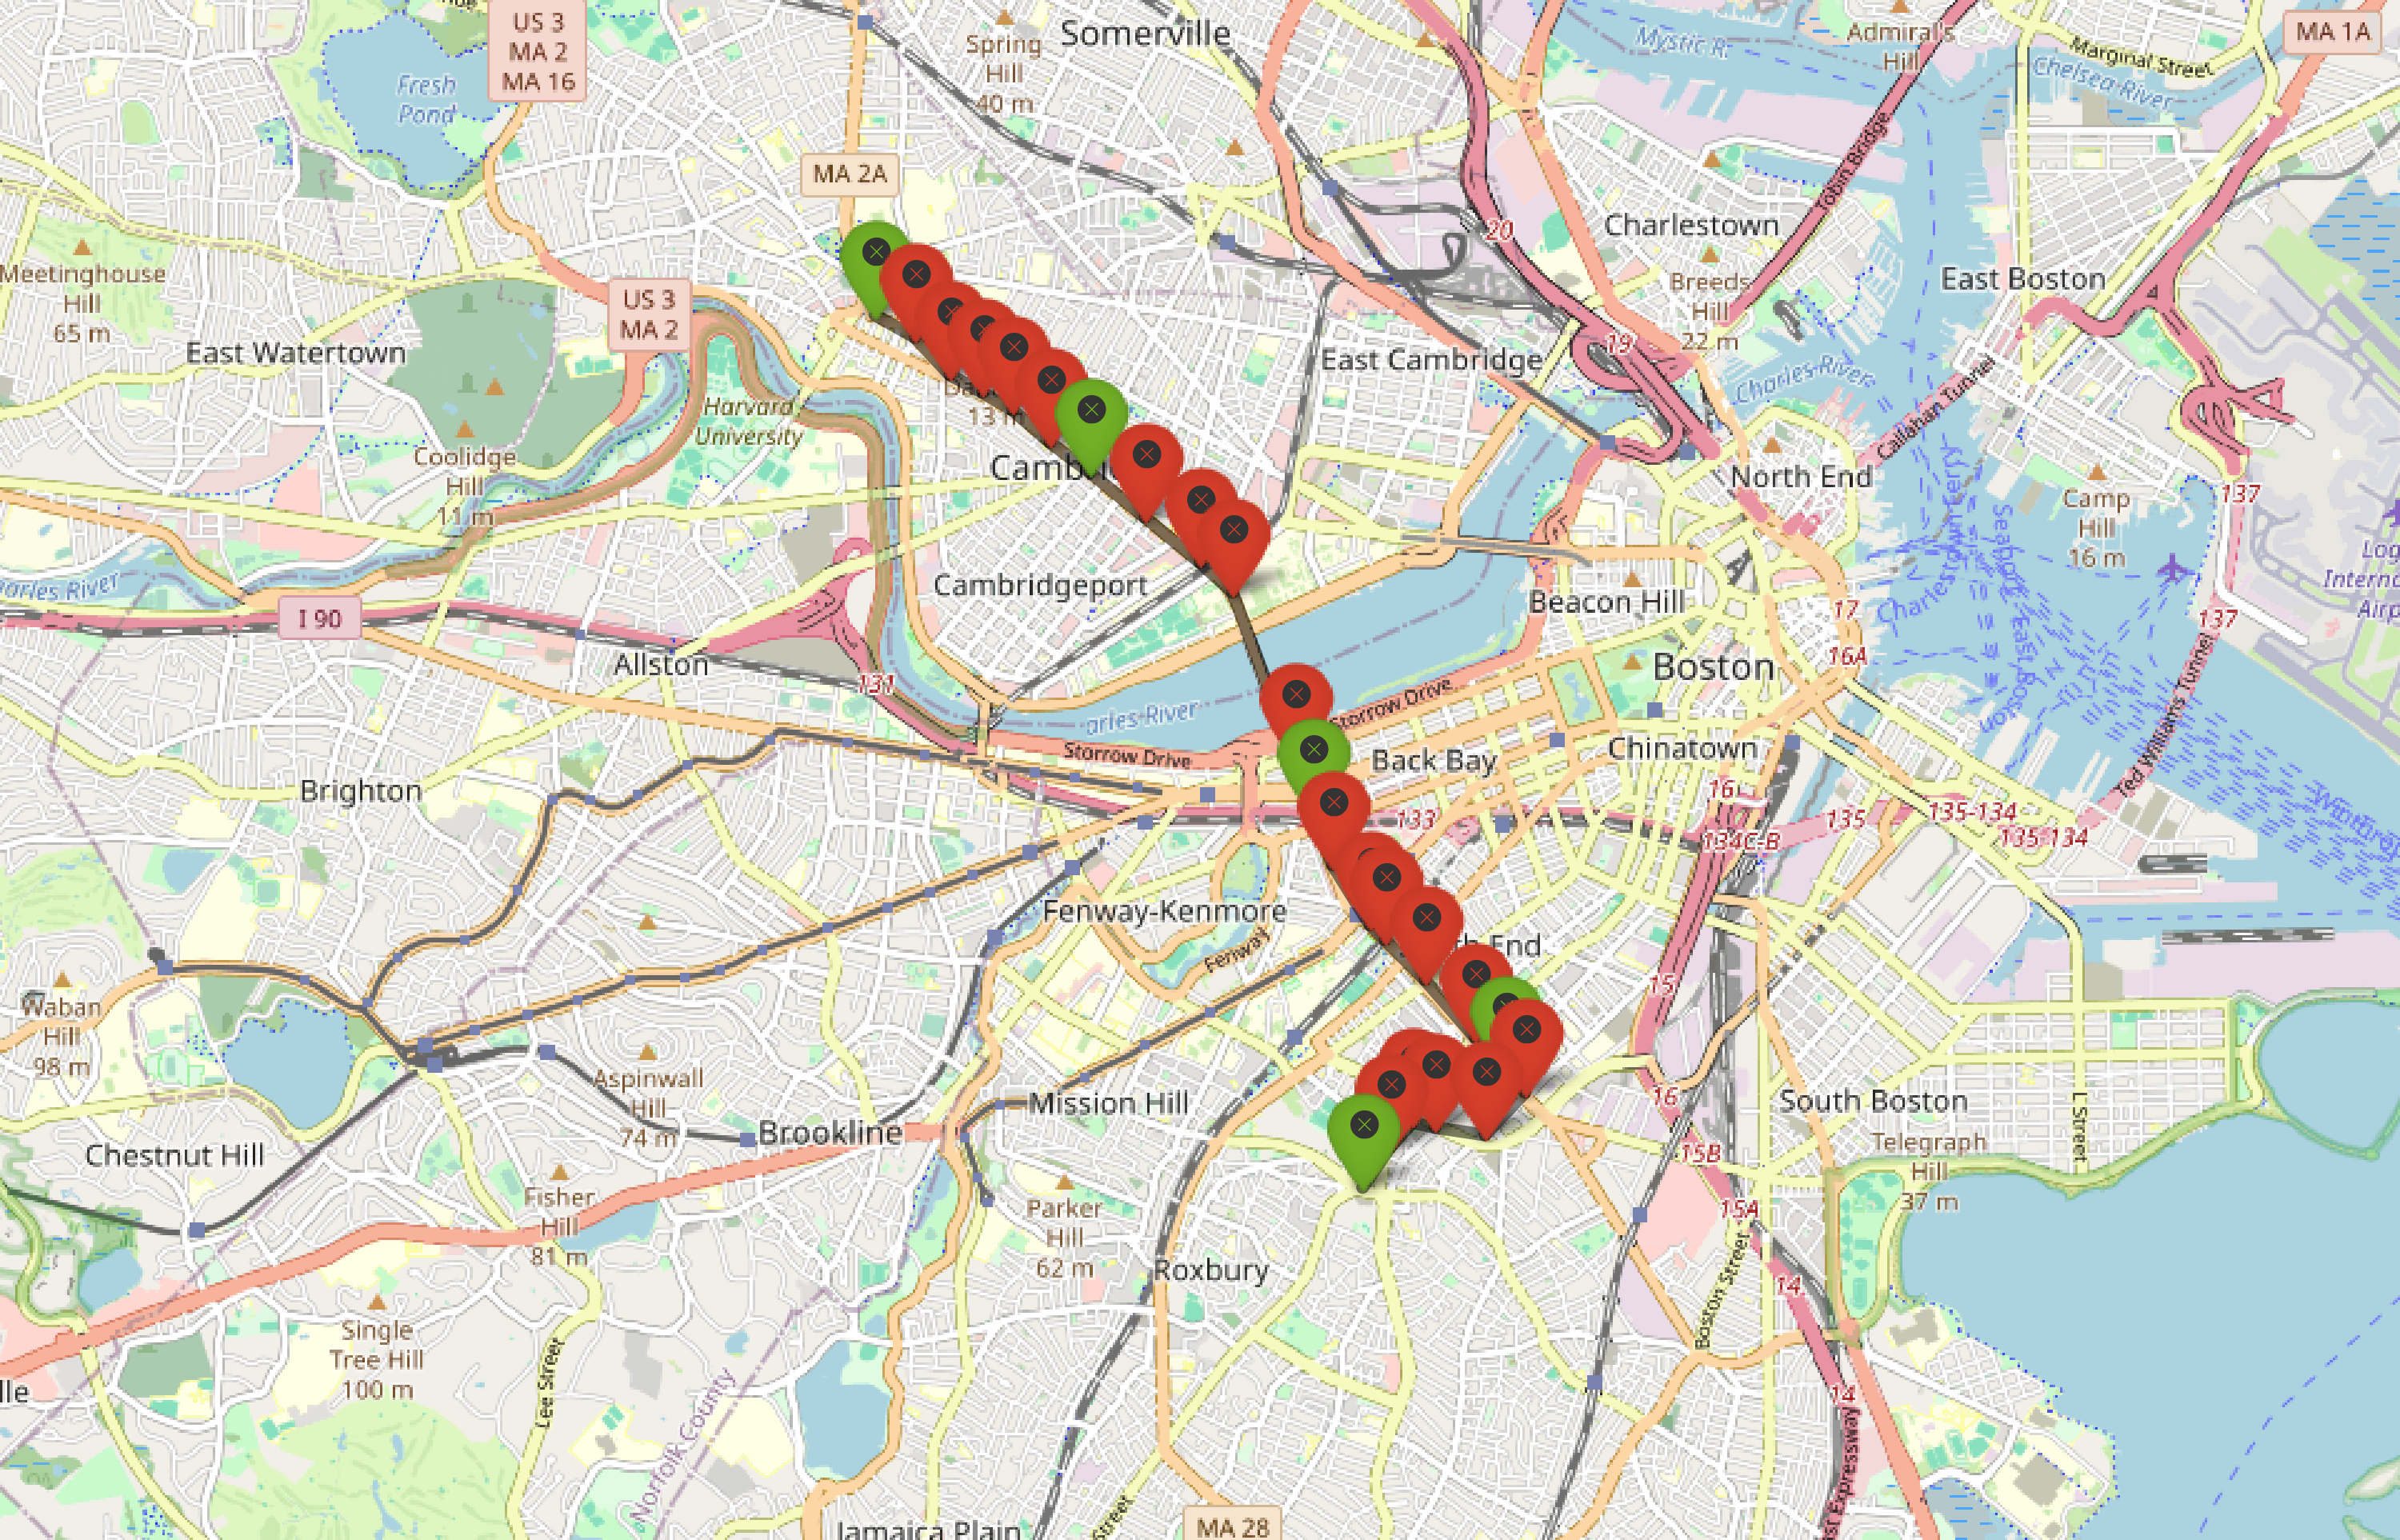 US 3
MA 2
MA 16
Spring
Hill
40 m
Somerville
Mystic R.
Admiral's
Hill
Marginal Street
Chelsea River
MA 1A
Fresh
Pond
MA 2A
Tobin Bridge
20
Charlestown
Meetinghouse
Hill
65 m
US 3
MA 2
Breeds
Hill
22 m
East Boston
East Watertown
East Cambridge
19
Charles River
Callahan Tunnel
13 m
Harvard
University
Coolidge
Hill
11 m
North End
Camp
Hill
16 m
137
Cambridgeport
Beacon Hill
I 90
17
137
Allston
131
16A
Boston
arles River
Storrow Drive
Storrow Drive
Back Bay
Chinatown
Ted Williams Tunnel
Brighton
16
133
134C-B
135
135-134
135-134
Fenway-Kenmore
Fenway
th End
15
Waban
Hill
98 m
Aspinwall
Hill
74 m
Mission Hill
16
South Boston
L Street
Brookline
Chestnut Hill
15B
Telegraph
Hill
37 m
Fisher
Hill
81 m
Parker
Hill
62 m
15A
Roxbury
Boston Street
14
Single
Tree Hill
100 m
Lee Street
Norfolk County
14
Street
MA 28
Jamaica Plain